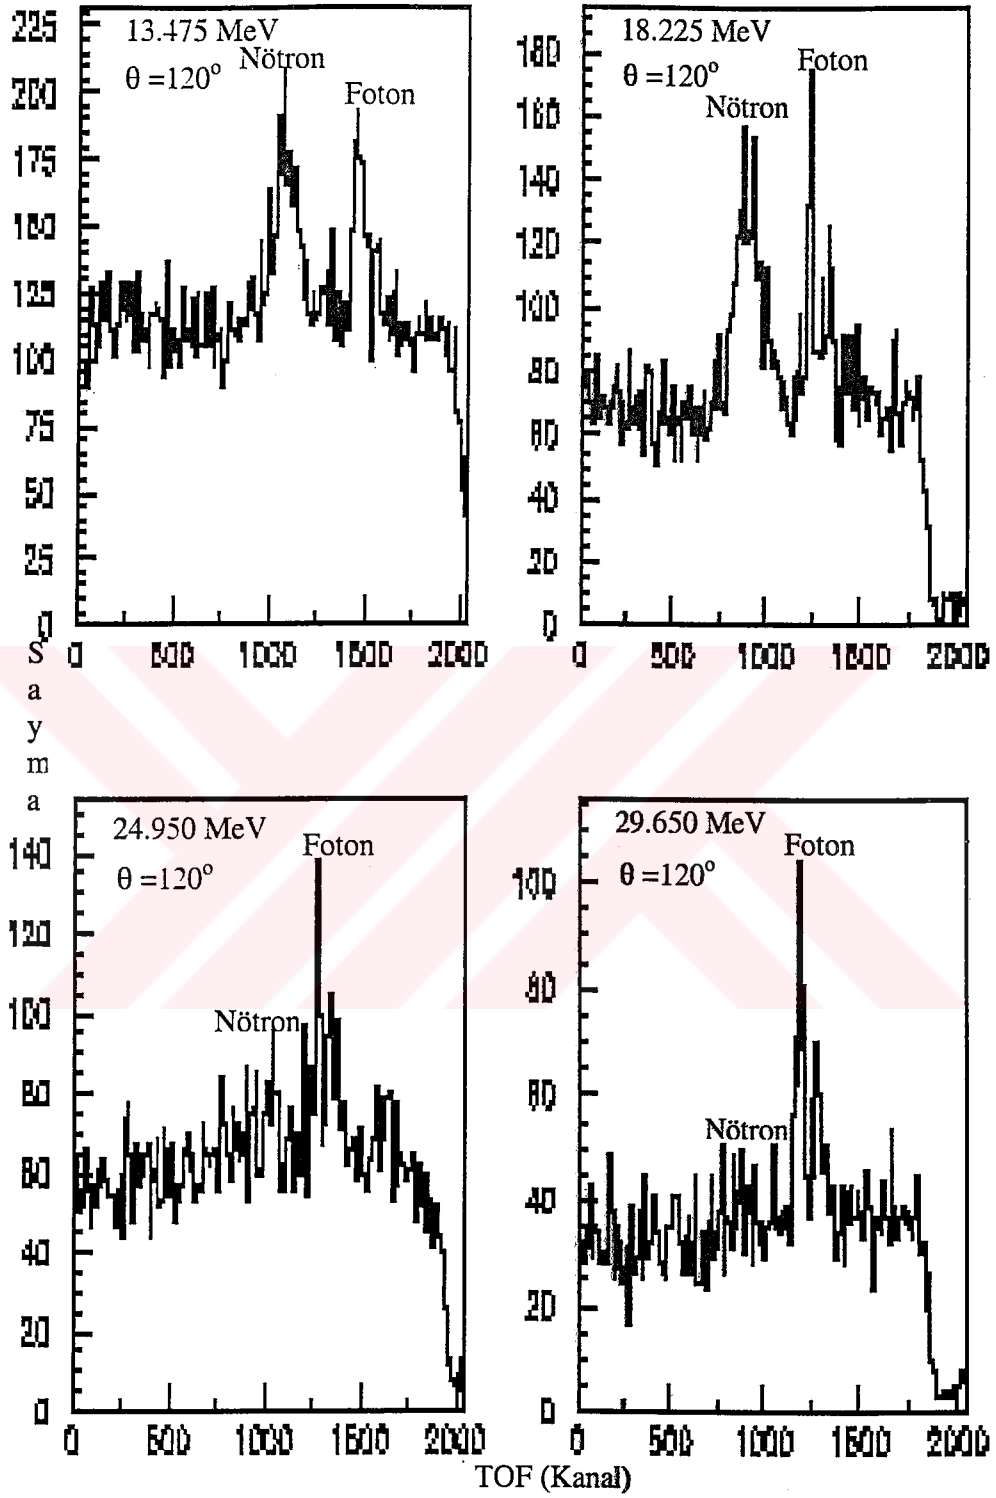 13.475 MeV
θ =120°
Nötron
Foton
225
200
175
150
125
100
75
50
25
0
0 500 1000 1500 2000
18.225 MeV
θ =120°
Nötron
Foton
180
160
140
120
100
80
60
40
20
0
0 500 1000 1500 2000
Sayma
24.950 MeV
θ =120°
Nötron
Foton
140
120
100
80
60
40
20
0
0 500 1000 1500 2000
29.650 MeV
θ =120°
Nötron
Foton
100
80
60
40
20
0
0 500 1000 1500 2000
TOF (Kanal)